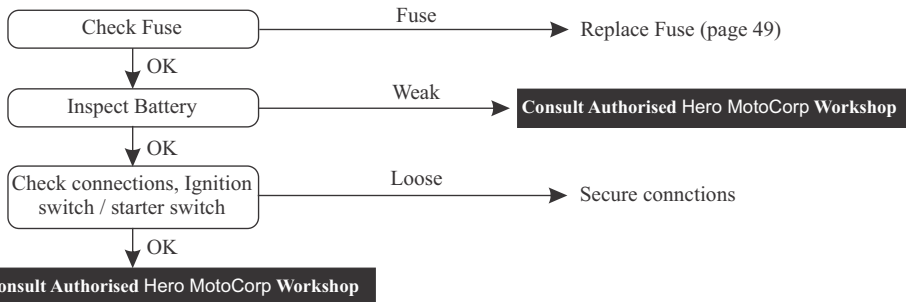 Check Fuse
Fuse
Replace Fuse (page 49)
OK
Inspect Battery
Weak
Consult Authorised Hero MotoCorp Workshop
OK
Check connections, Ignition
switch / starter switch
Loose
Secure connctions
OK
onsult Authorised Hero MotoCorp Workshop